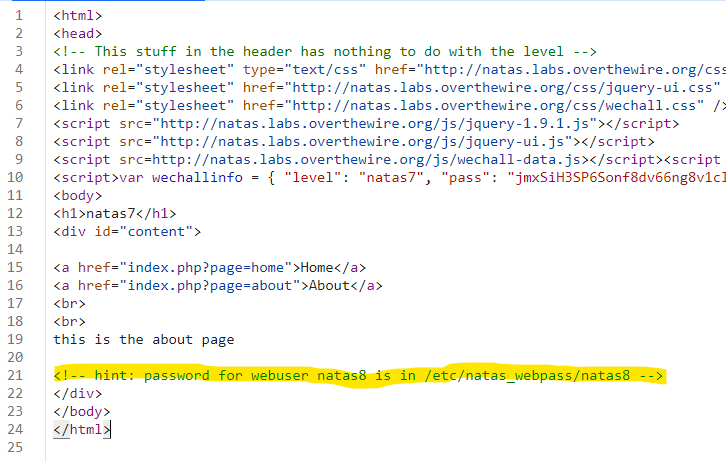 1 <html>
2 <head>
3 <!-- This stuff in the header has nothing to do with the level -->
4 <link rel="stylesheet" type="text/css" href="http://natas.labs.overthewire.org/css
5 <link rel="stylesheet" href="http://natas.labs.overthewire.org/css/jquery-ui.css"
6 <link rel="stylesheet" href="http://natas.labs.overthewire.org/css/wechall.css" />
7 <script src="http://natas.labs.overthewire.org/js/jquery-1.9.1.js"></script>
8 <script src="http://natas.labs.overthewire.org/js/jquery-ui.js"></script>
9 <script src=http://natas.labs.overthewire.org/js/wechall-data.js></script><script
10 <script>var wechallinfo = { "level": "natas7", "pass": "jmxSiH3SP6Sonf8dv66ng8v1cl
11 <body>
12 <h1>natas7</h1>
13 <div id="content">
14
15 <a href="index.php?page=home">Home</a>
16 <a href="index.php?page=about">About</a>
17 <br>
18 <br>
19 this is the about page
20
21 <!-- hint: password for webuser natas8 is in /etc/natas_webpass/natas8 -->
22 </div>
23 </body>
24 </html>
25